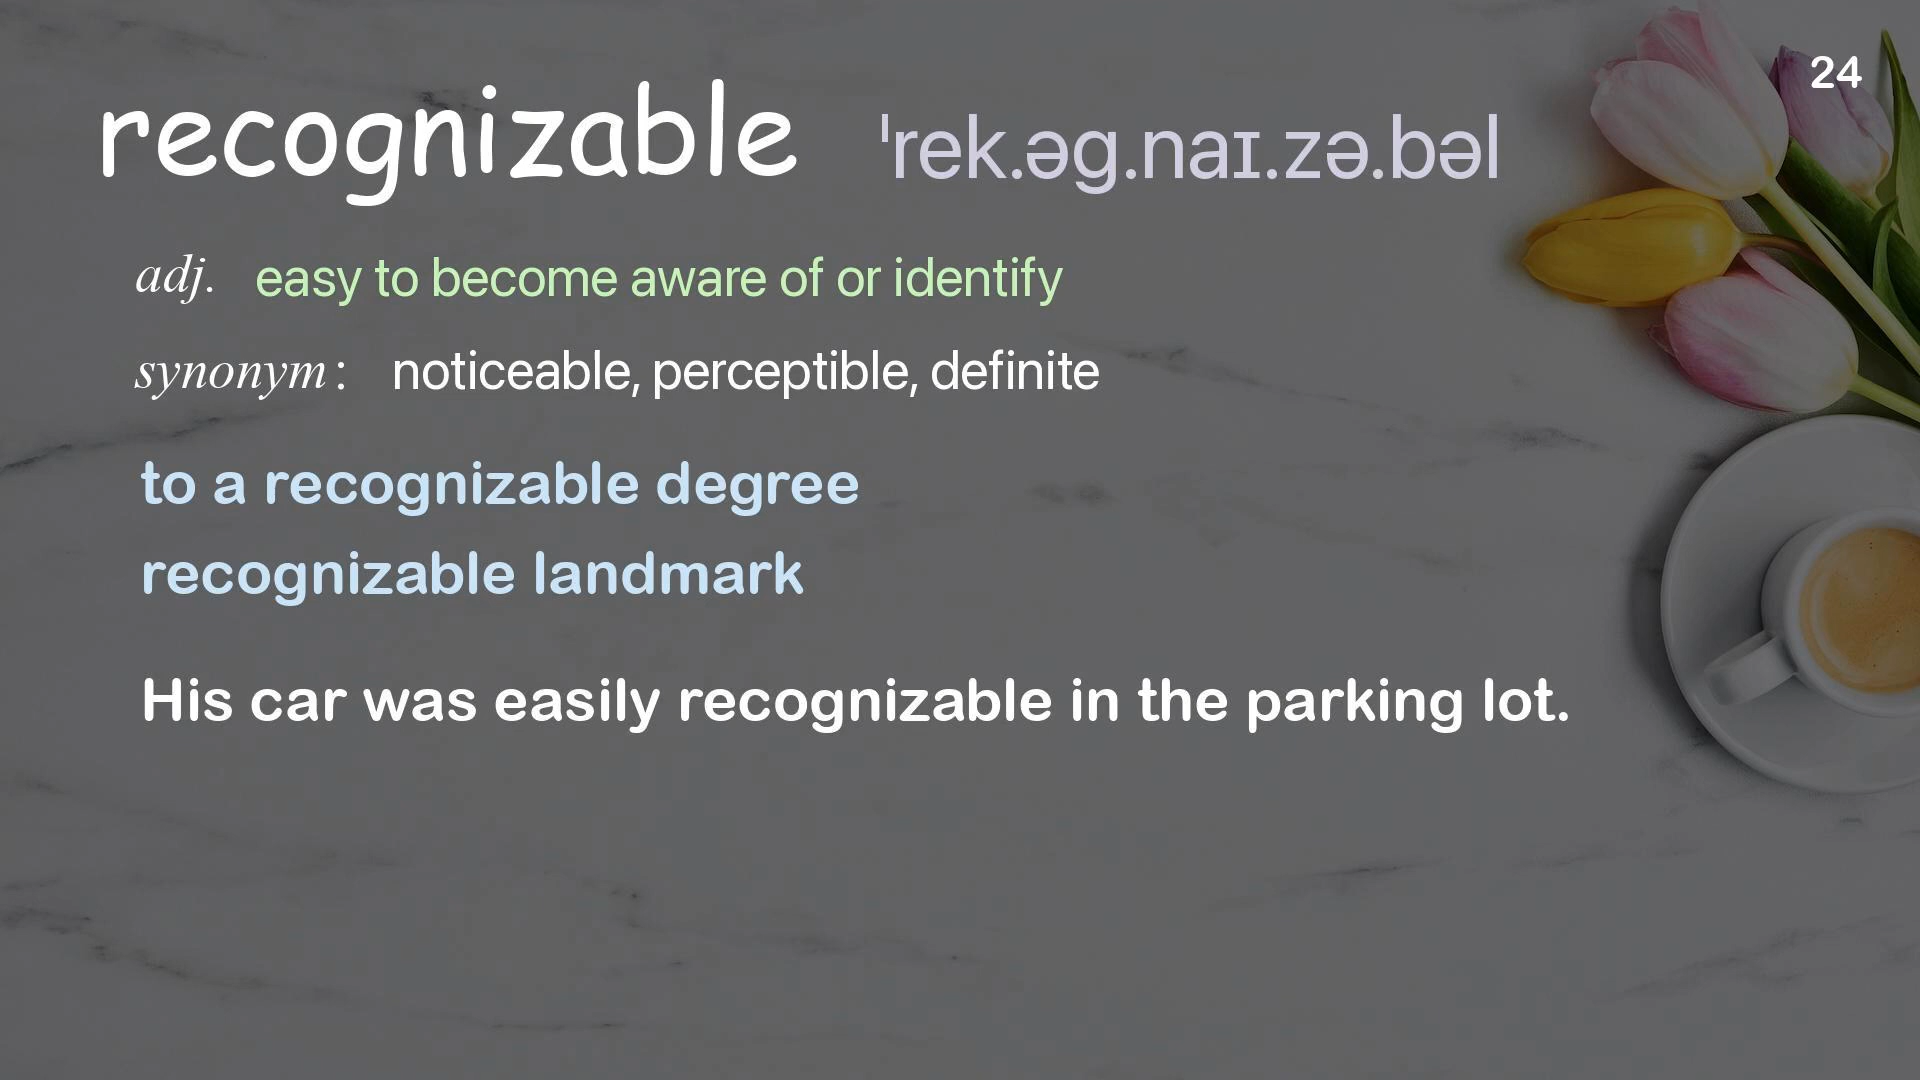 24
recognizable ˈrek.əg.naɪ.zə.bəl
adj. easy to become aware of or identify
synonym : noticeable, perceptible, definite
to a recognizable degree
recognizable landmark
His car was easily recognizable in the parking lot.